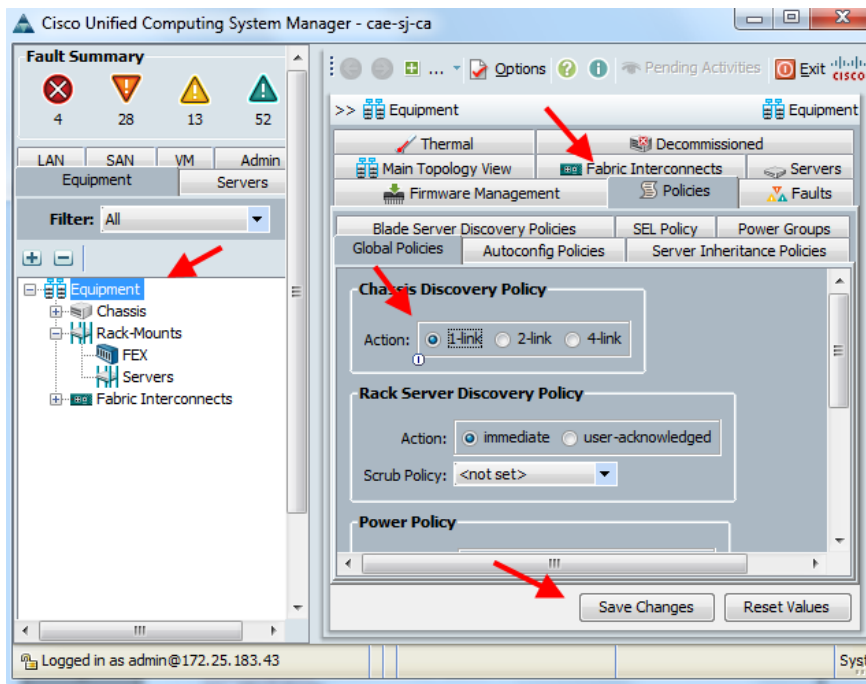 Cisco Unified Computing System Manager - cae-sj-ca
Fault Summary
4 28 13 52
LAN SAN VM Admin
Equipment Servers
Filter: All
Equipment
Chassis
Rack-Mounts
FEX
Servers
Fabric Interconnects
... Options Pending Activities Exit cisco
>> Equipment Equipment
Thermal Decommissioned
Main Topology View Fabric Interconnects Servers
Firmware Management Policies Faults
Blade Server Discovery Policies SEL Policy Power Groups
Global Policies Autoconfig Policies Server Inheritance Policies
Chassis Discovery Policy
Action: 1-link 2-link 4-link
Rack Server Discovery Policy
Action: immediate user-acknowledged
Scrub Policy: <not set>
Power Policy
Save Changes Reset Values
Logged in as admin@172.25.183.43
Syst